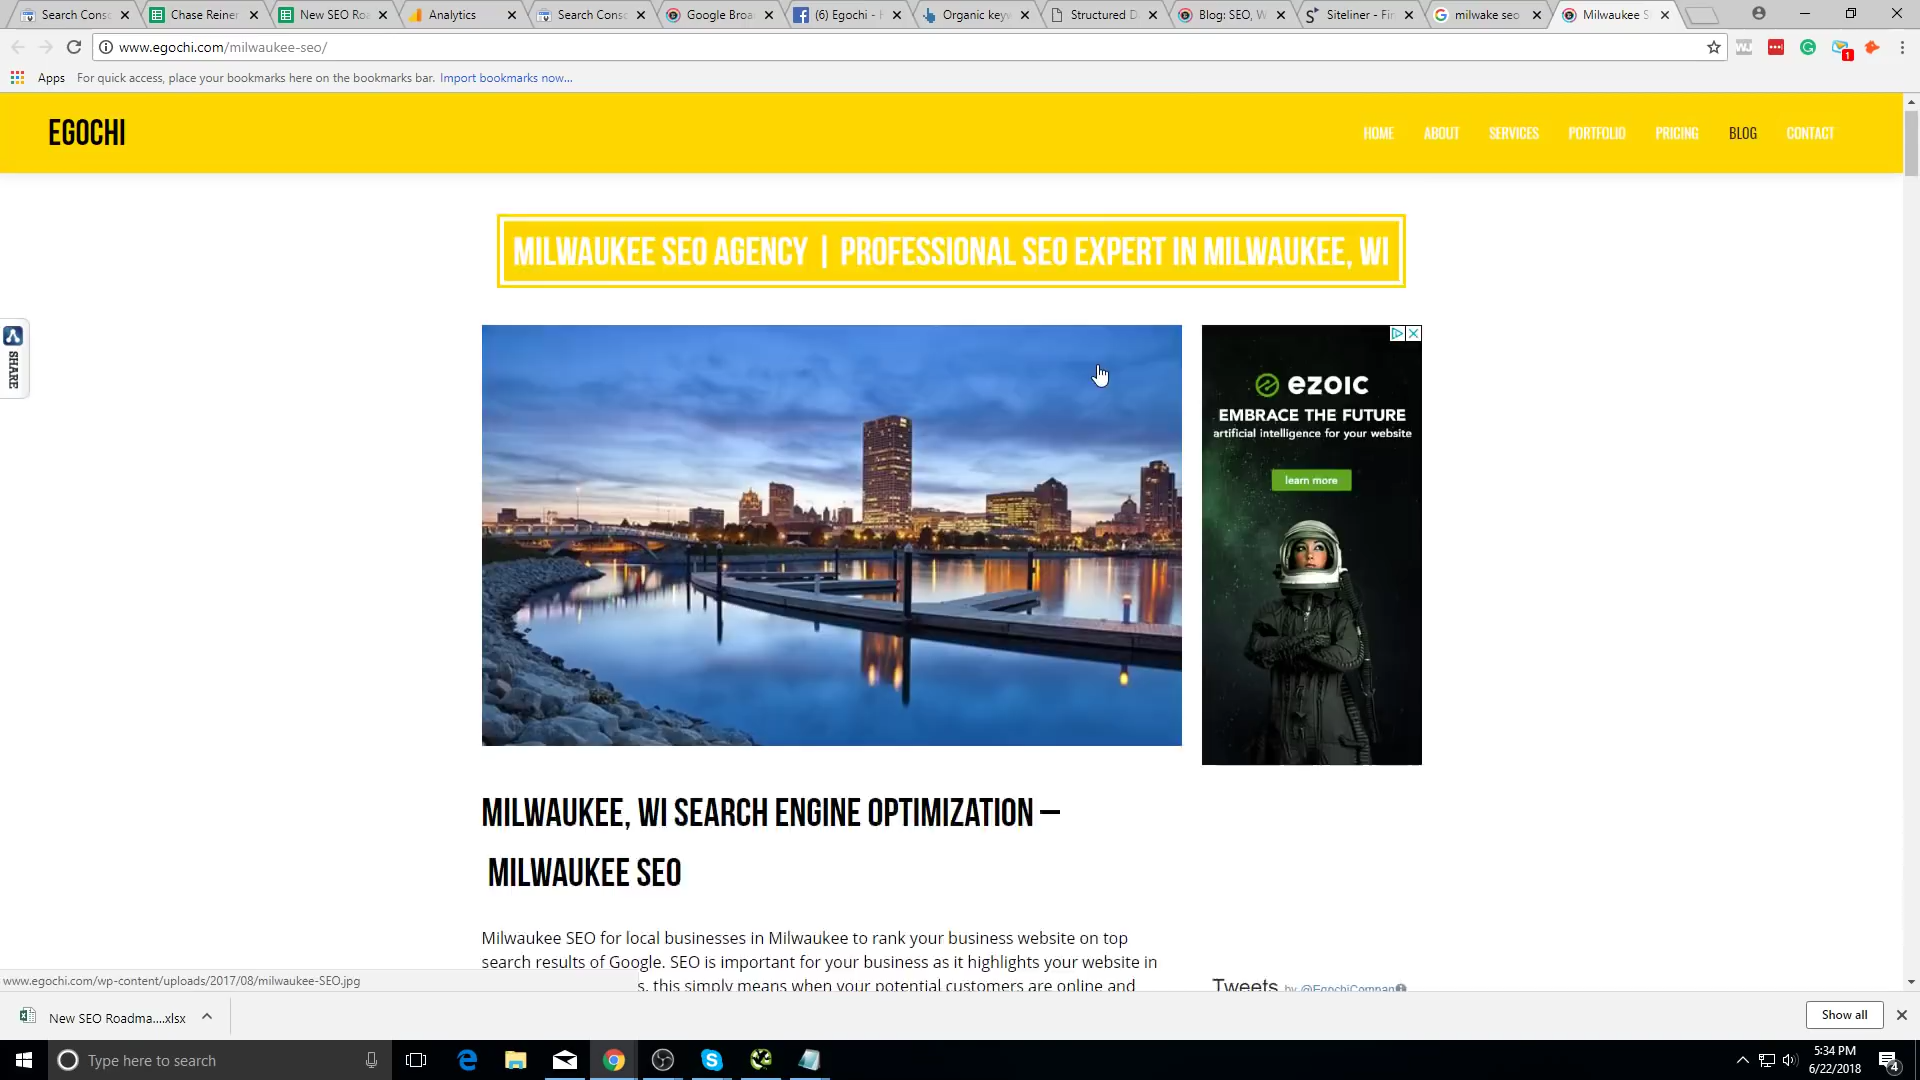 Search Consc
Chase Reiner
New SEO Roa
Analytics
Search Consc
Google Broa
(6) Egochi -
Organic keyw
Structured D
Blog: SEO, W
Siteliner - Fin
milwake seo
Milwaukee S
www.egochi.com/milwaukee-seo/
1
Apps
For quick access, place your bookmarks here on the bookmarks bar. Import bookmarks now...
EGOCHI
HOME
ABOUT
SERVICES
PORTFOLIO
PRICING
BLOG
CONTACT
MILWAUKEE SEO AGENCY | PROFESSIONAL SEO EXPERT IN MILWAUKEE, WI
SHARE
ezoic
EMBRACE THE FUTURE
artificial intelligence for your website
learn more
MILWAUKEE, WI SEARCH ENGINE OPTIMIZATION –
MILWAUKEE SEO
Milwaukee SEO for local businesses in Milwaukee to rank your business website on top
search results of Google. SEO is important for your business as it highlights your website in
s, this simply means when your potential customers are online and
Tweets by @EgochiCompan
www.egochi.com/wp-content/uploads/2017/08/milwaukee-SEO.jpg
New SEO Roadma....xlsx
Show all
Type here to search
5:34 PM
6/22/2018
4